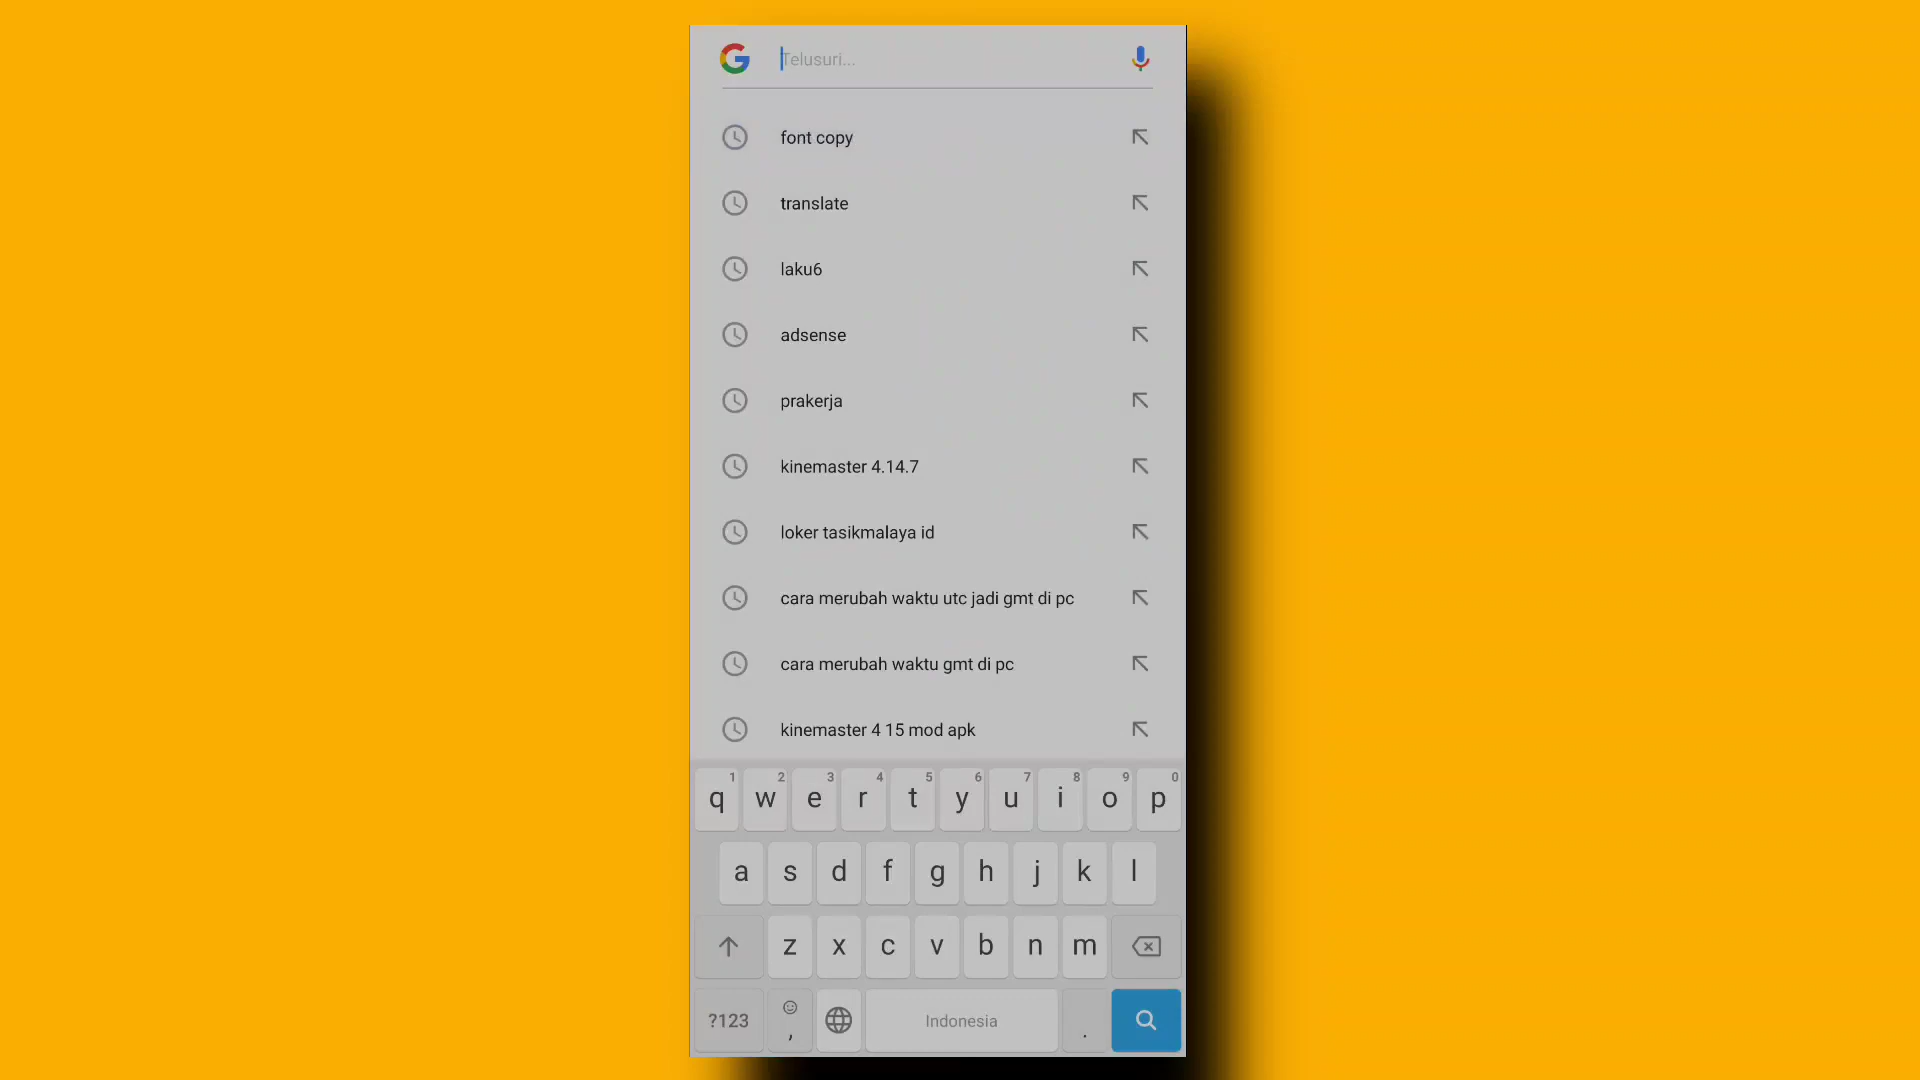 Telusuri...
font copy
translate
laku6
adsense
prakerja
kinemaster 4.14.7
loker tasikmalaya id
cara merubah waktu utc jadi gmt di pc
cara merubah waktu gmt di pc
kinemaster 4 15 mod apk
1 2 3 4 5 6 7 8 9 0
q w e r t y u i o p
a s d f g h j k l
z x c v b n m
?123 , Indonesia .